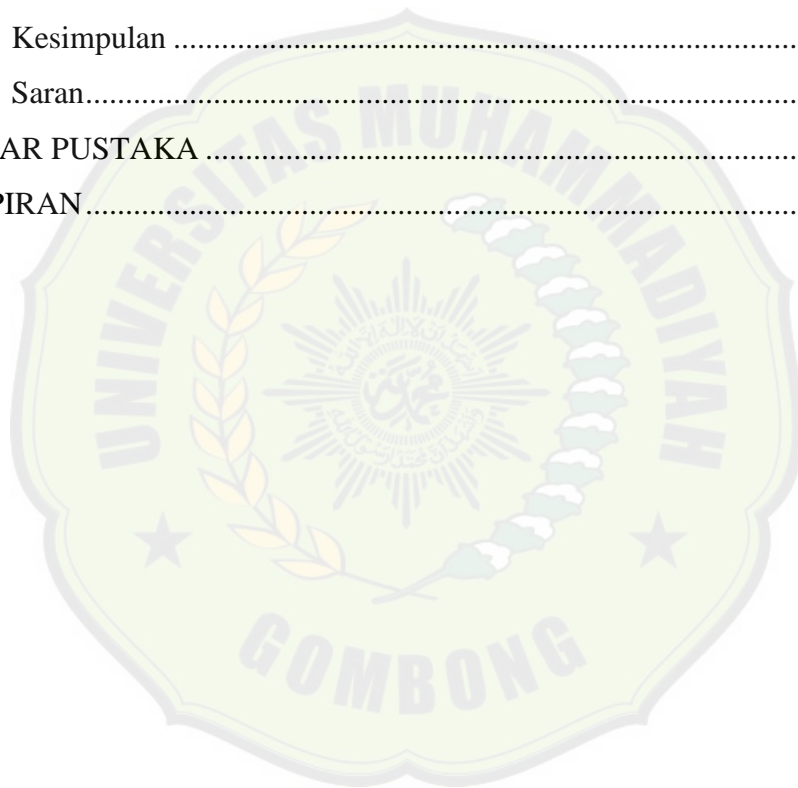 Kesimpulan ..............................................................................
Saran.........................................................................................
AR PUSTAKA ..........................................................................
PIRAN.........................................................................................
UNIVERSITAS MUHAMMADIYAH
GOMBONG